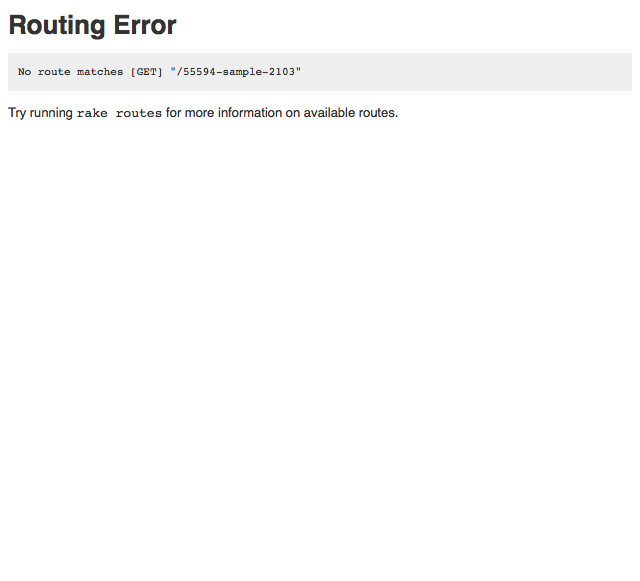 Routing Error
No route matches [GET] "/55594-sample-2103"
Try running rake routes for more information on available routes.